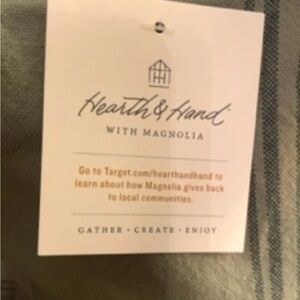 Hearth & Hand
WITH MAGNOLIA
Go to Target.com/hearthandhand to
learn about how Magnolia gives back
to local communities.
GATHER • CREATE • ENJOY